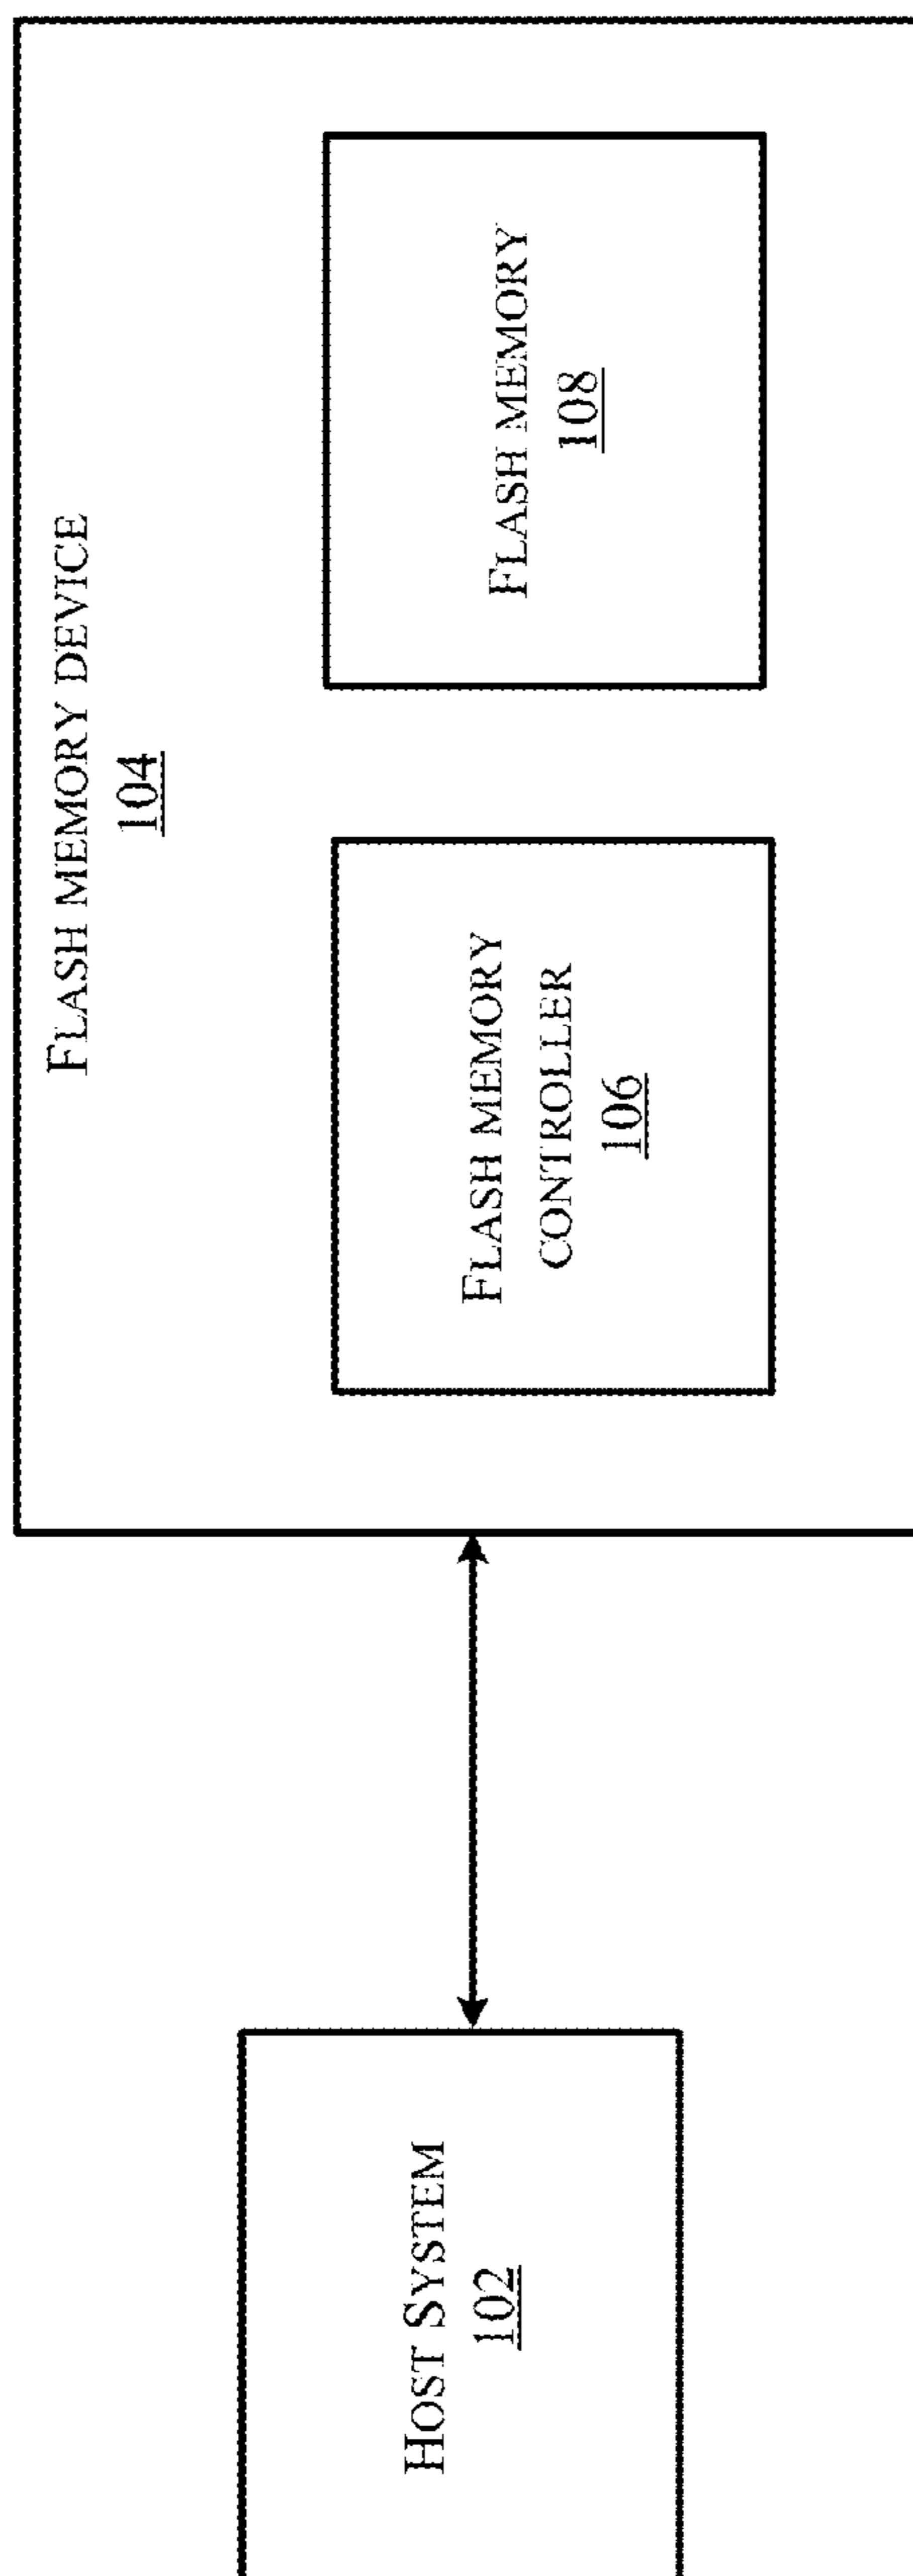 FLASH MEMORY DEVICE
104
FLASH MEMORY
CONTROLLER
106
FLASH MEMORY
108
HOST SYSTEM
102